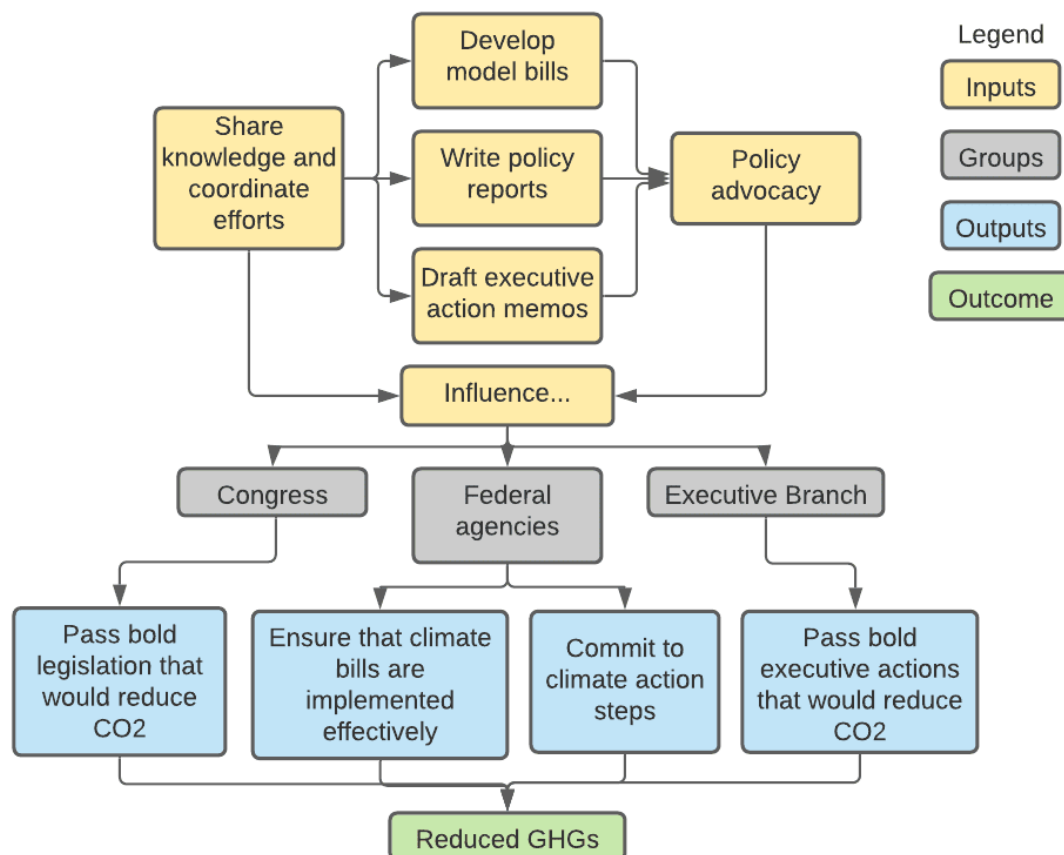 Develop
model bills
Legend
Inputs
Share
knowledge and
coordinate
efforts
Write policy
reports
Policy
advocacy
Groups
Outputs
Draft executive
action memos
Outcome
Influence...
Congress
Federal
agencies
Executive Branch
Pass bold
legislation that
would reduce
CO2
Ensure that climate
bills are
implemented
effectively
Commit to
climate action
steps
Pass bold
executive actions
that would reduce
CO2
Reduced GHGs